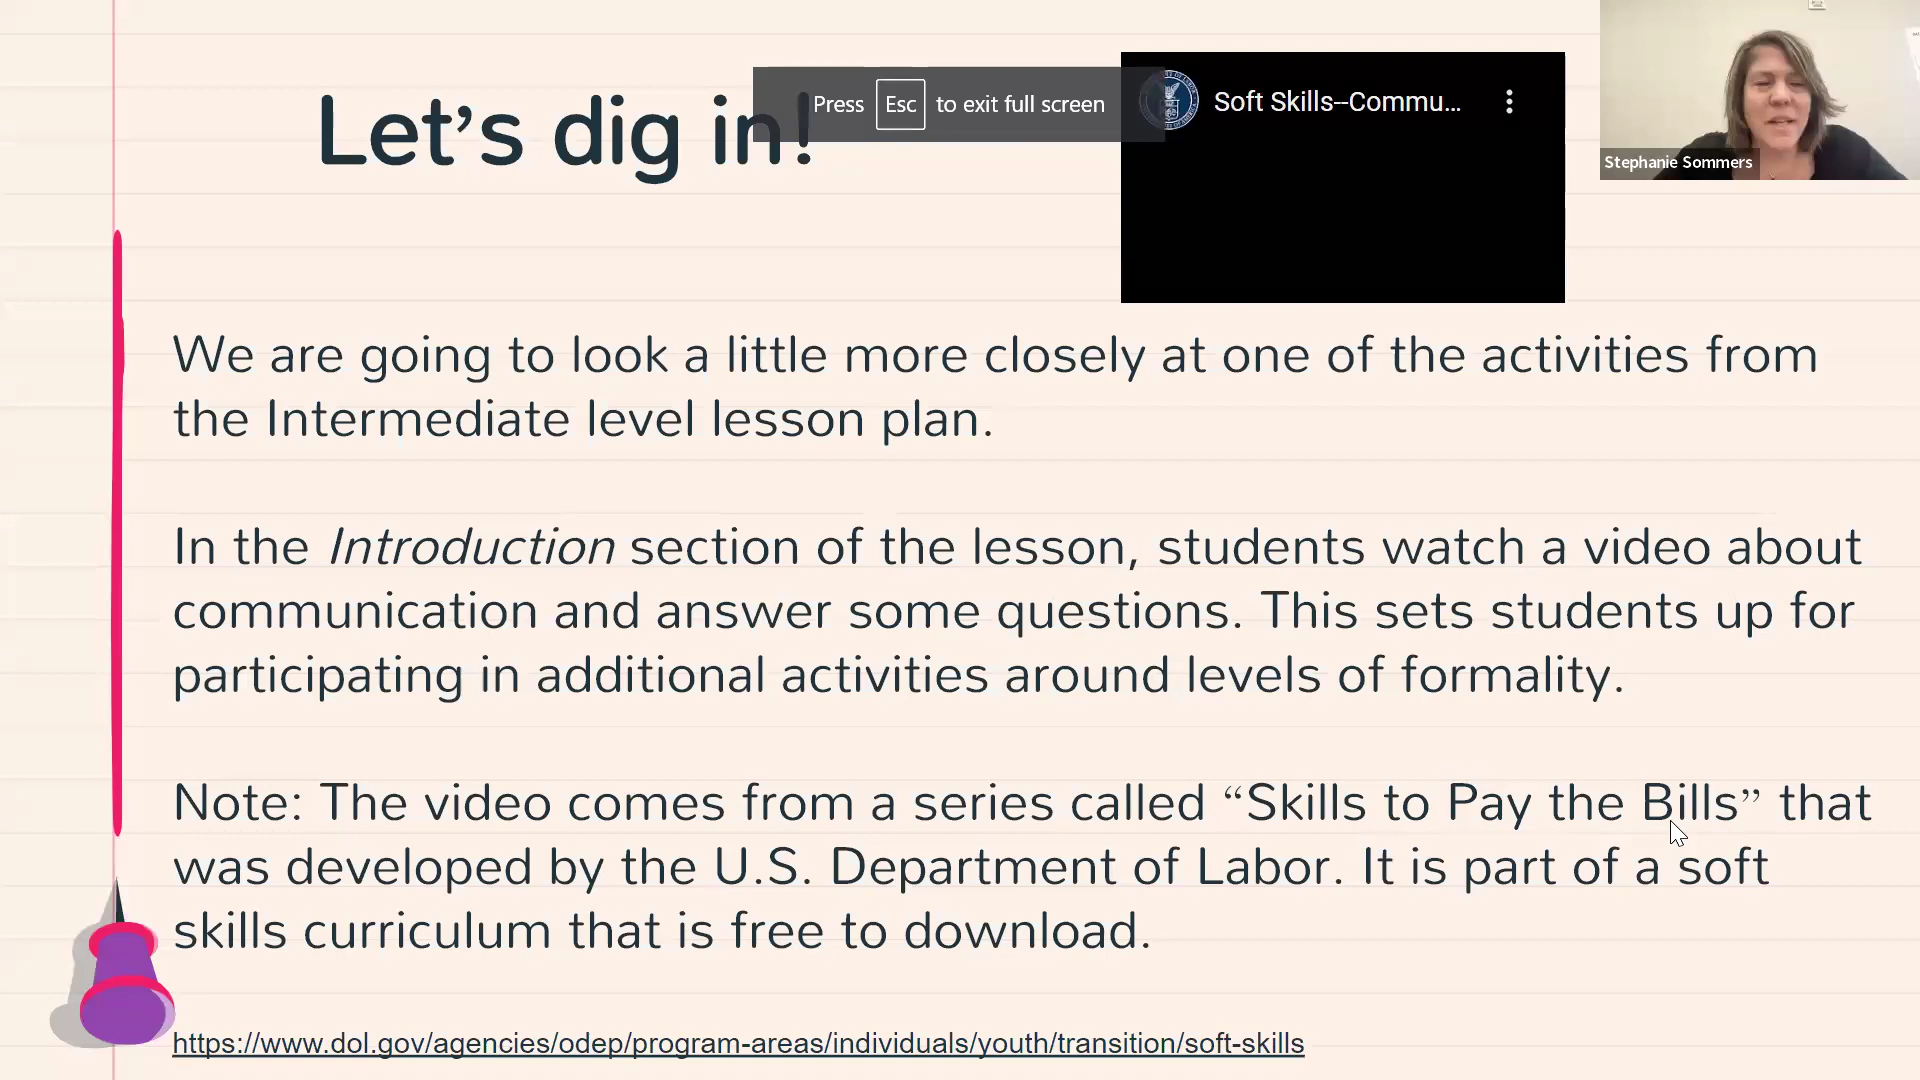 Let's dig in!
Press Esc to exit full screen
Soft Skills--Commu...
Stephanie Sommers
We are going to look a little more closely at one of the activities from
the Intermediate level lesson plan.
In the Introduction section of the lesson, students watch a video about
communication and answer some questions. This sets students up for
participating in additional activities around levels of formality.
Note: The video comes from a series called “Skills to Pay the Bills” that
was developed by the U.S. Department of Labor. It is part of a soft
skills curriculum that is free to download.
https://www.dol.gov/agencies/odep/program-areas/individuals/youth/transition/soft-skills